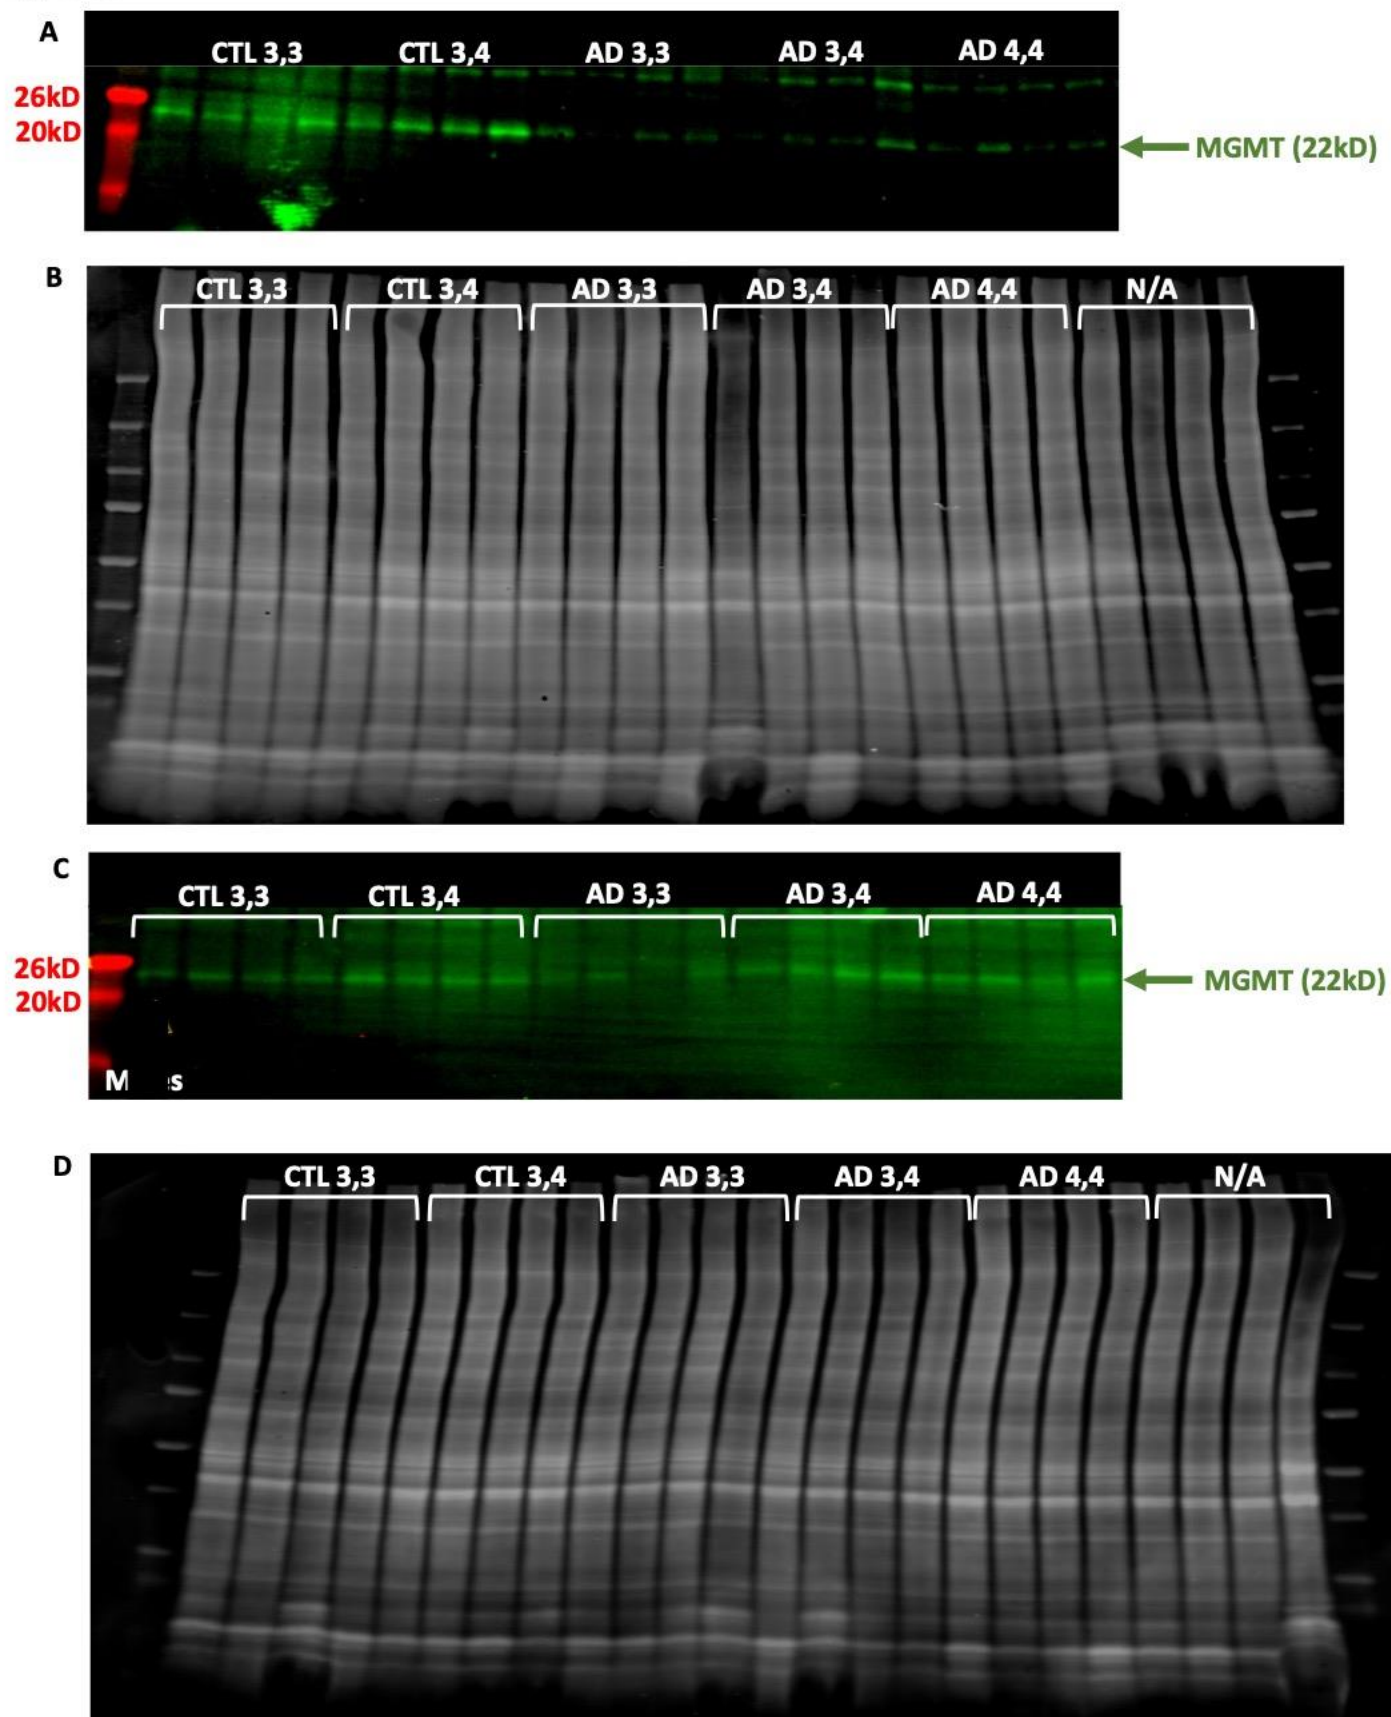 A
CTL 3,3 CTL 3,4 AD 3,3 AD 3,4 AD 4,4
26kD
20kD
MGMT (22kD)
B
CTL 3,3 CTL 3,4 AD 3,3 AD 3,4 AD 4,4 N/A
C
CTL 3,3 CTL 3,4 AD 3,3 AD 3,4 AD 4,4
26kD
20kD
MGMT (22kD)
D
CTL 3,3 CTL 3,4 AD 3,3 AD 3,4 AD 4,4 N/A